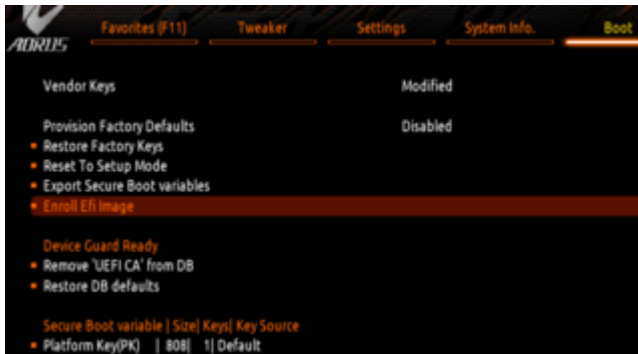 AORUS
Favorites (F11) Tweaker Settings System Info. Boot
Vendor Keys Modified
Provision Factory Defaults Disabled
Restore Factory Keys
Reset To Setup Mode
Export Secure Boot variables
Enroll Efi Image
Device Guard Ready
Remove 'UEFI CA' from DB
Restore DB defaults
Secure Boot variable | Size| Keys| Key Source
Platform Key(PK) | 808| 1| Default